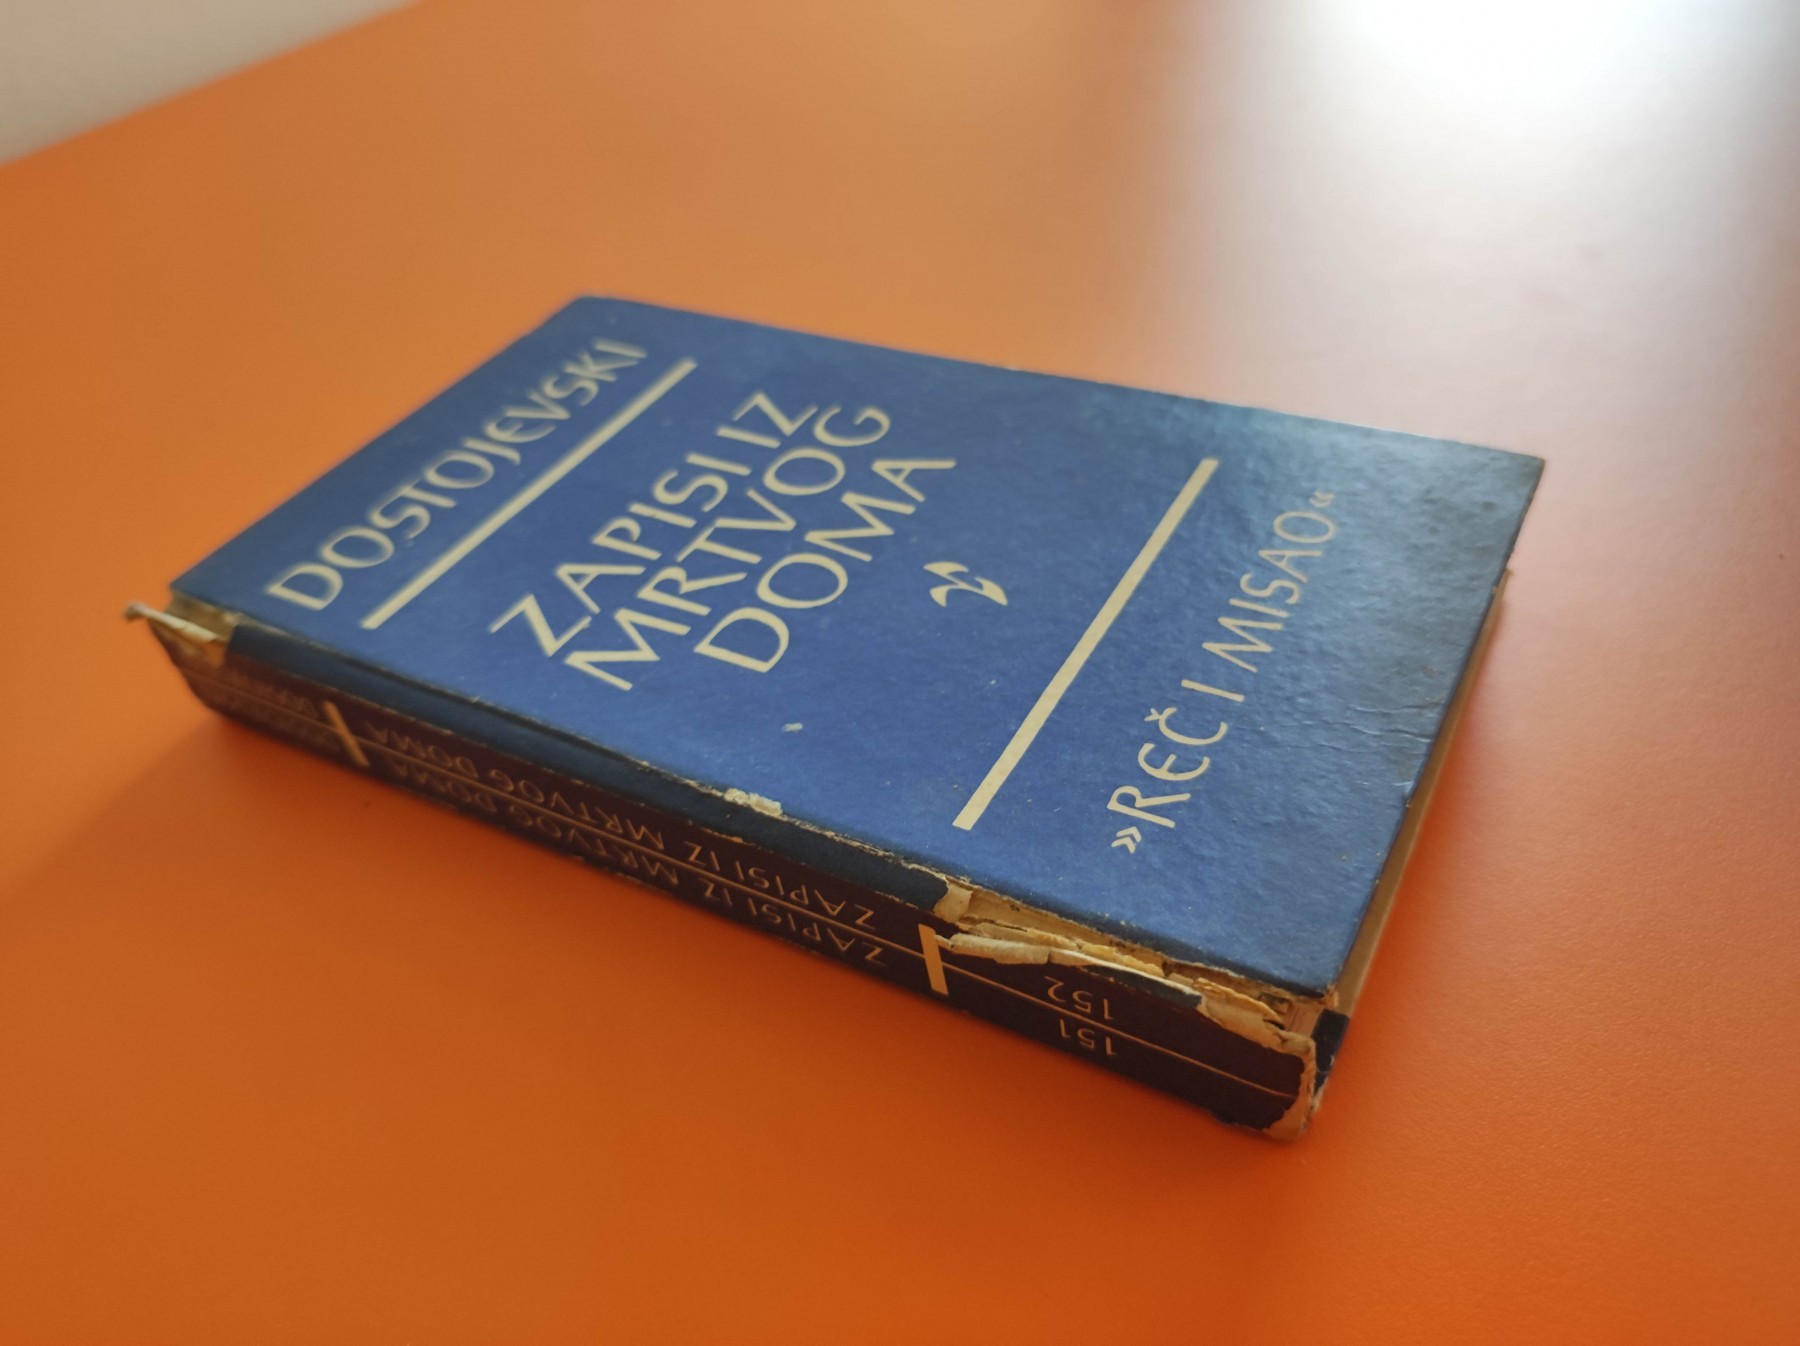 DOSTOJEVSKI
ZAPISI IZ
MRTVOG
DOMA
»REČ I MISAO«
ZAPISI IZ MRTVOG DOMA
152
ZAPISI IZ MRTVOG DOMA
151